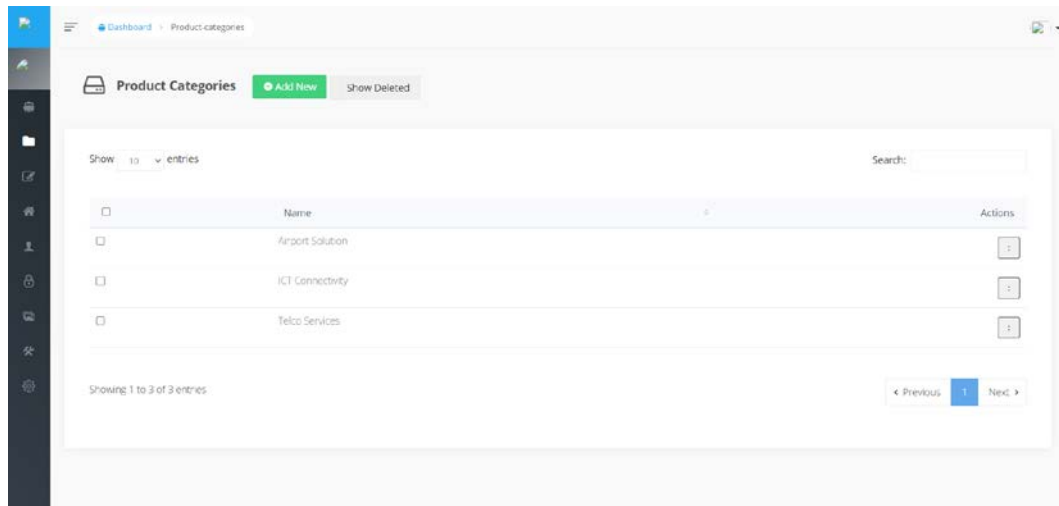 Dashboard > Product-categories
Product Categories Add New Show Deleted
Show 10 entries Search:
Name Actions
Airport Solution
ICT Connectivity
Telco Services
Showing 1 to 3 of 3 entries
‹ Previous 1 Next ›